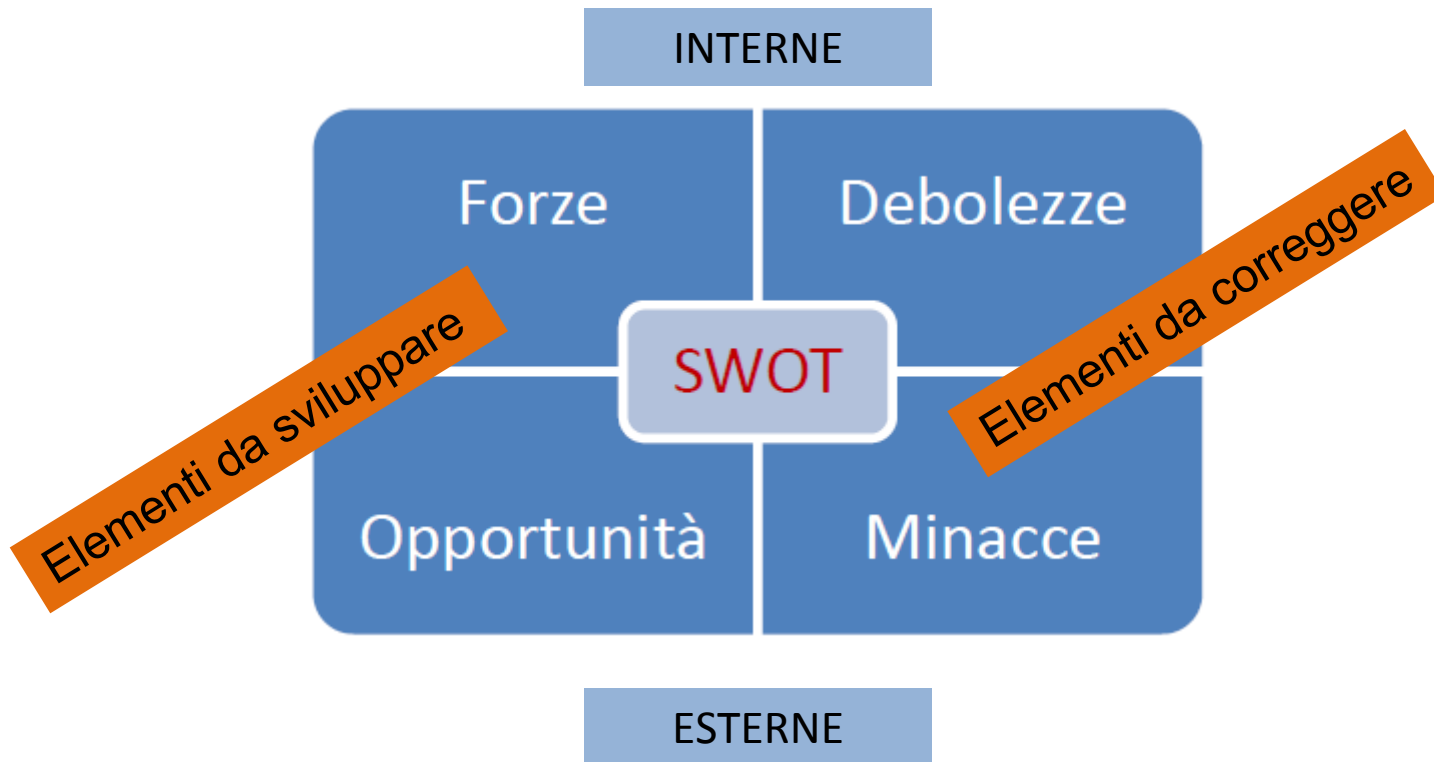 INTERNE
Forze
Debolezze
Elementi da sviluppare
SWOT
Elementi da correggere
Opportunità
Minacce
ESTERNE